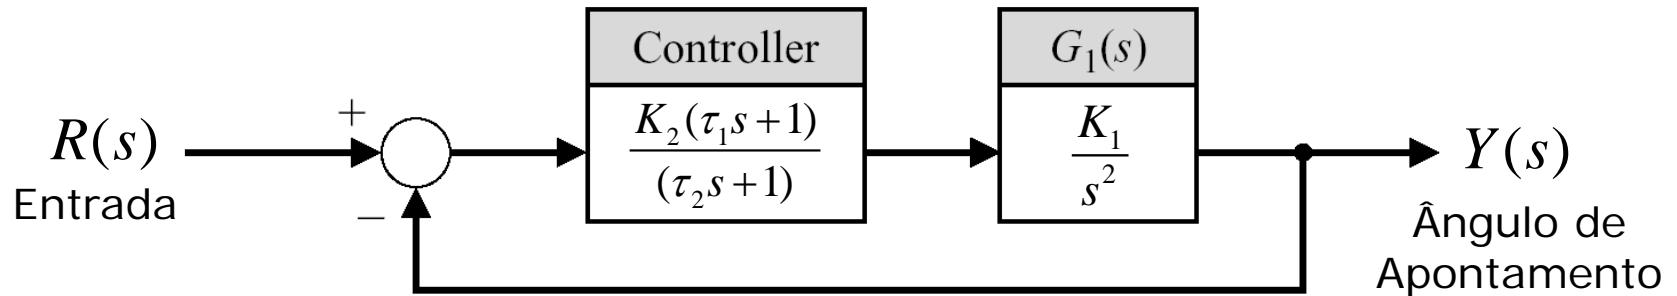 R(s)
Entrada
+
−
Controller
K₂(τ₁s+1)
(τ₂s+1)
G₁(s)
K₁
s²
Y(s)
Ângulo de
Apontamento